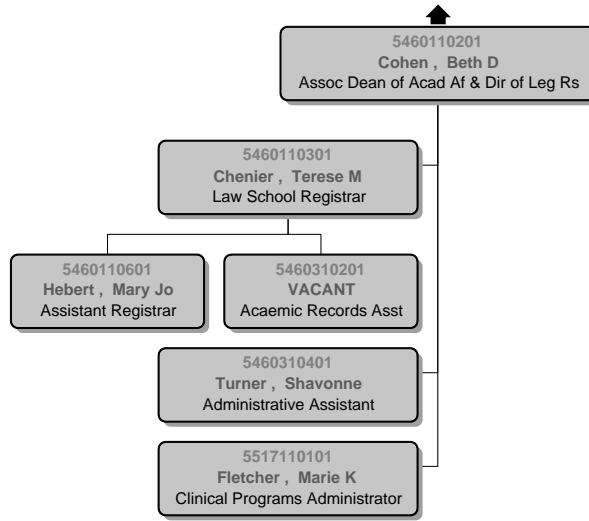 5460110201
Cohen , Beth D
Assoc Dean of Acad Af & Dir of Leg Rs
5460110301
Chenier , Terese M
Law School Registrar
5460110601
Hebert , Mary Jo
Assistant Registrar
5460310201
VACANT
Acaemic Records Asst
5460310401
Turner , Shavonne
Administrative Assistant
5517110101
Fletcher , Marie K
Clinical Programs Administrator